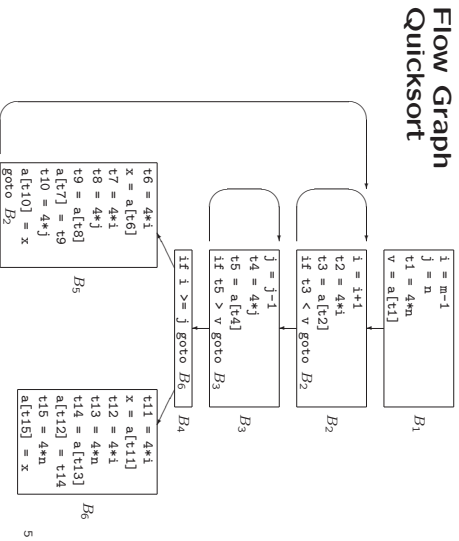 Flow Graph
Quicksort
i = m-1
j = n
t1 = 4*n
v = a[t1]
B1
i = i+1
t2 = 4*i
t3 = a[t2]
if t3 < v goto B2
B2
j = j-1
t4 = 4*j
t5 = a[t4]
if t5 > v goto B3
B3
if i >= j goto B6
B4
t6 = 4*i
x = a[t6]
t7 = 4*i
t8 = 4*j
t9 = a[t8]
a[t7] = t9
t10 = 4*j
a[t10] = x
goto B2
B5
t11 = 4*i
x = a[t11]
t12 = 4*i
t13 = 4*n
t14 = a[t13]
a[t12] = t14
t15 = 4*n
a[t15] = x
B6
5